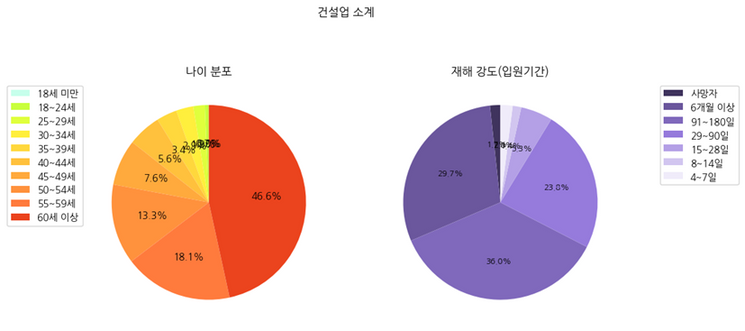 건설업 소계
나이 분포
18세 미만
18~24세
25~29세
30~34세
35~39세
40~44세
45~49세
50~54세
55~59세
60세 이상
3.4%
5.6%
7.6%
13.3%
18.1%
46.6%
재해 강도(입원기간)
29.7%
36.0%
23.0%
사망자
6개월 이상
91~180일
29~90일
15~28일
8~14일
4~7일